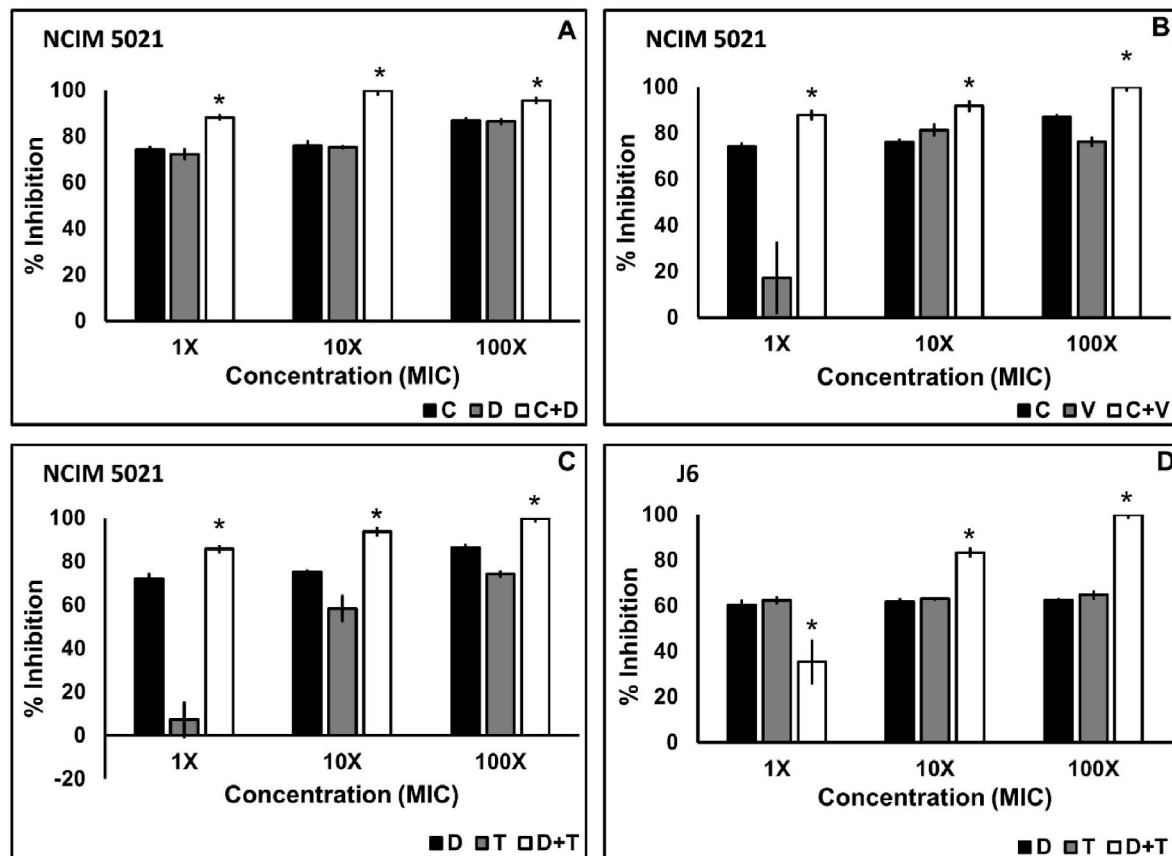 NCIM 5021
A
% Inhibition
100
80
60
40
20
0
*
*
*
1X
10X
100X
Concentration (MIC)
C D C+D
NCIM 5021
B
% Inhibition
100
80
60
40
20
0
*
*
*
1X
10X
100X
Concentration (MIC)
C V C+V
NCIM 5021
C
% Inhibition
100
80
60
40
20
0
-20
*
*
*
1X
10X
100X
Concentration (MIC)
D T D+T
J6
D
% Inhibition
100
80
60
40
20
0
*
*
*
1X
10X
100X
Concentration (MIC)
D T D+T